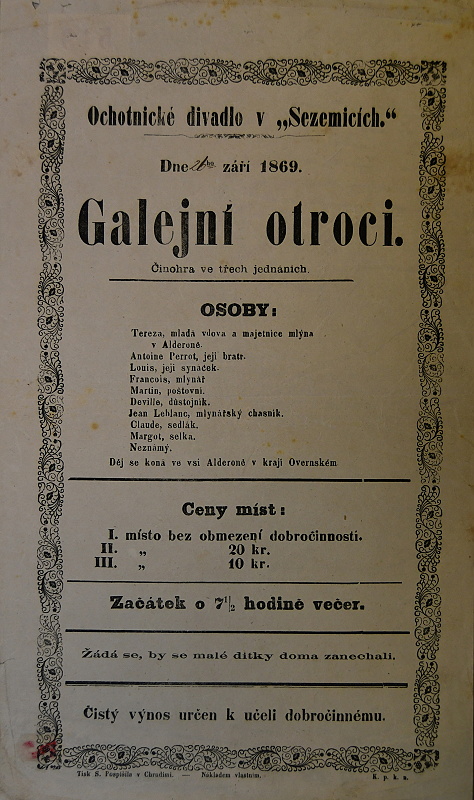 Ochotnické divadlo v „Sezemicích.“
Dne 26ho září 1869.
Galejní otroci.
Činohra ve třech jednáních.
OSOBY:
Tereza, mladá vdova a majetnice mlýna
v Alderoně.
Antoine Perrot, její bratr.
Louis, její synáček.
Francois, mlynář
Martin, poštovní.
Deville, důstojník.
Jean Leblanc, mlynářský chasník.
Claude, sedlák.
Margot, selka.
Neznámý.
Děj se koná ve vsi Alderoně v kraji Overnském
Ceny míst:
I. místo bez obmezení dobročinnosti.
II. „ 20 kr.
III. „ 10 kr.
Začátek o 7 1/2 hodině večer.
Žádá se, by se malé dítky doma zanechali.
Čistý výnos určen k účeli dobročinnému.
Tisk S. Pospíšila v Chrudimi. — Nákladem vlastním. K. p. k. a.